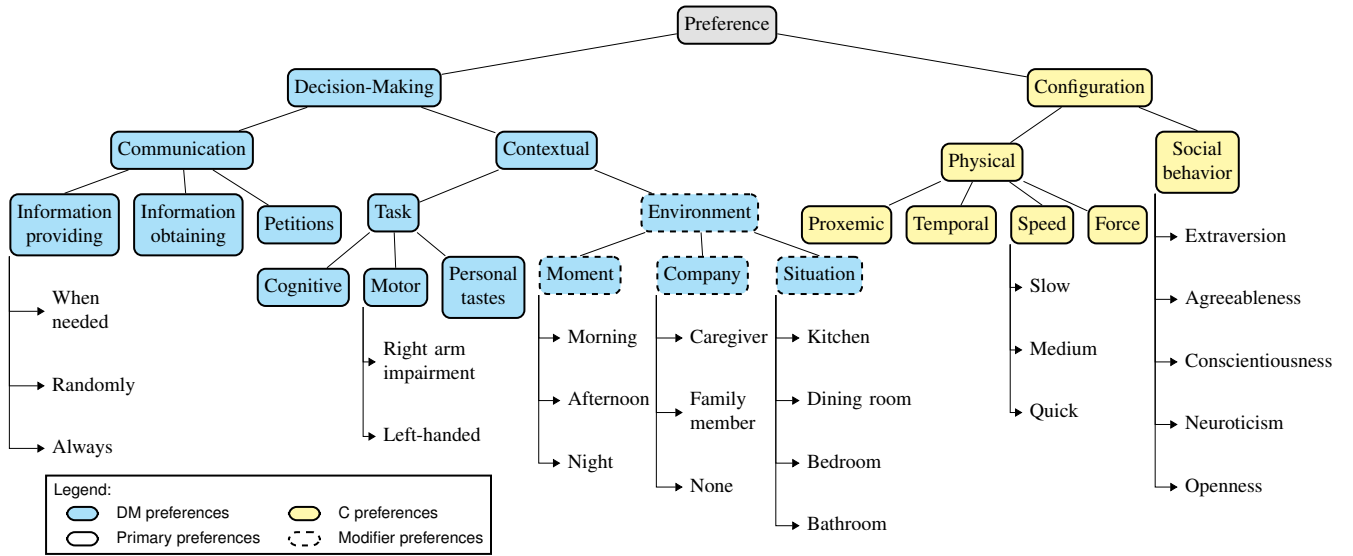 Preference
Decision-Making
Configuration
Communication
Contextual
Physical
Social
behavior
Information
providing
Information
obtaining
Petitions
Task
Environment
Proxemic
Temporal
Speed
Force
Cognitive
Motor
Personal
tastes
Moment
Company
Situation
When
needed
Randomly
Always
Right arm
impairment
Left-handed
Morning
Afternoon
Night
Caregiver
Family
member
None
Kitchen
Dining room
Bedroom
Bathroom
Slow
Medium
Quick
Extraversion
Agreeableness
Conscientiousness
Neuroticism
Openness
Legend:
DM preferences
C preferences
Primary preferences
Modifier preferences